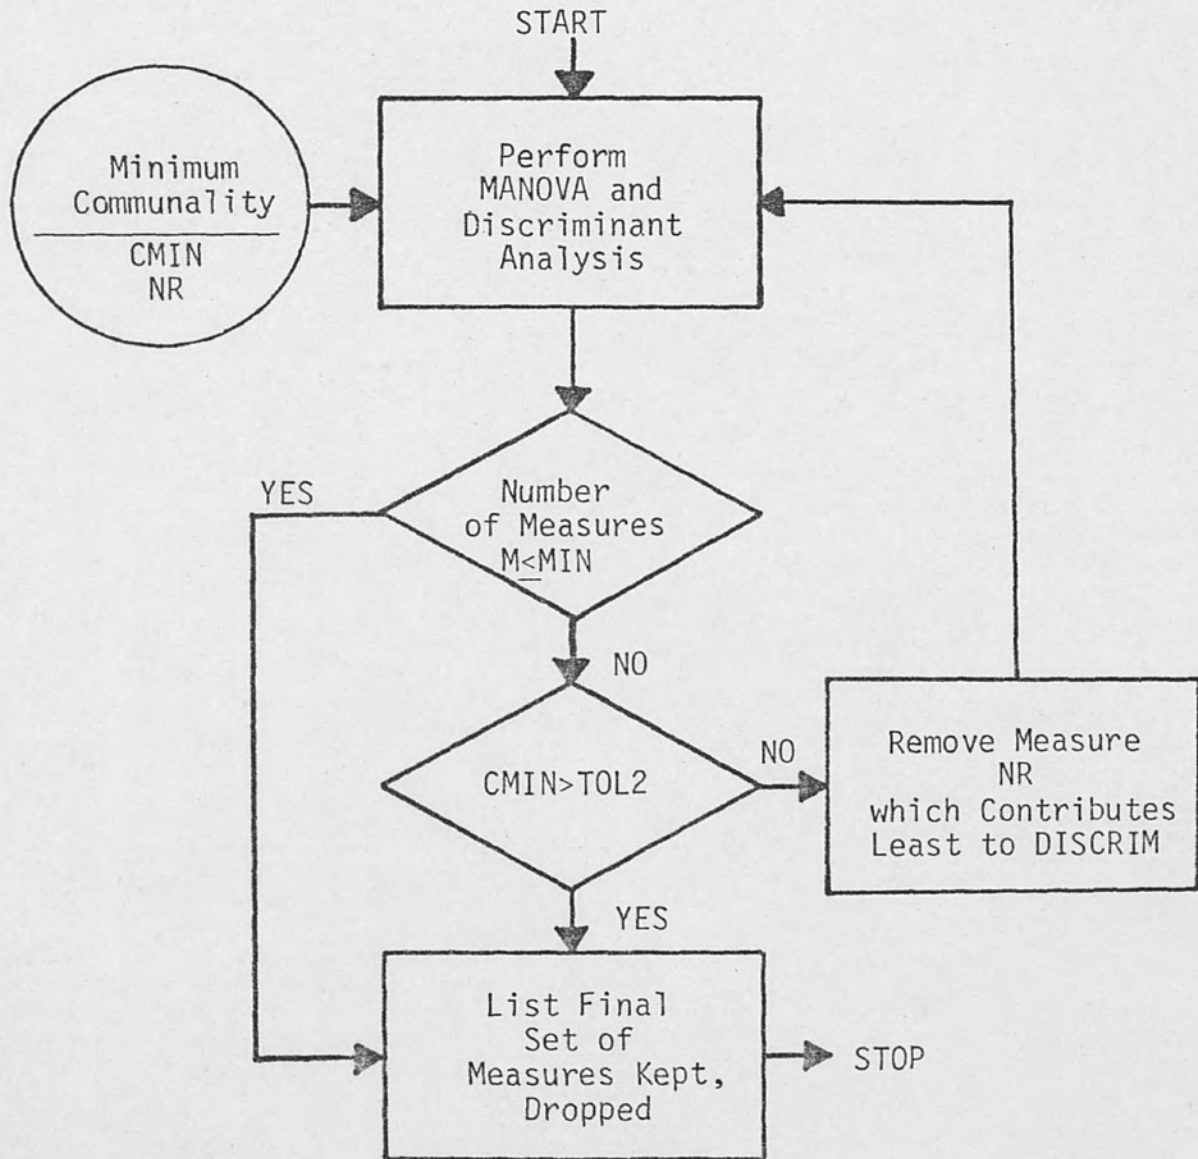 START
Minimum
Communality
CMIN
NR
Perform
MANOVA and
Discriminant
Analysis
YES
Number
of Measures
M≤MIN
NO
CMIN>TOL2
NO
Remove Measure
NR
which Contributes
Least to DISCRIM
YES
List Final
Set of
Measures Kept,
Dropped
STOP